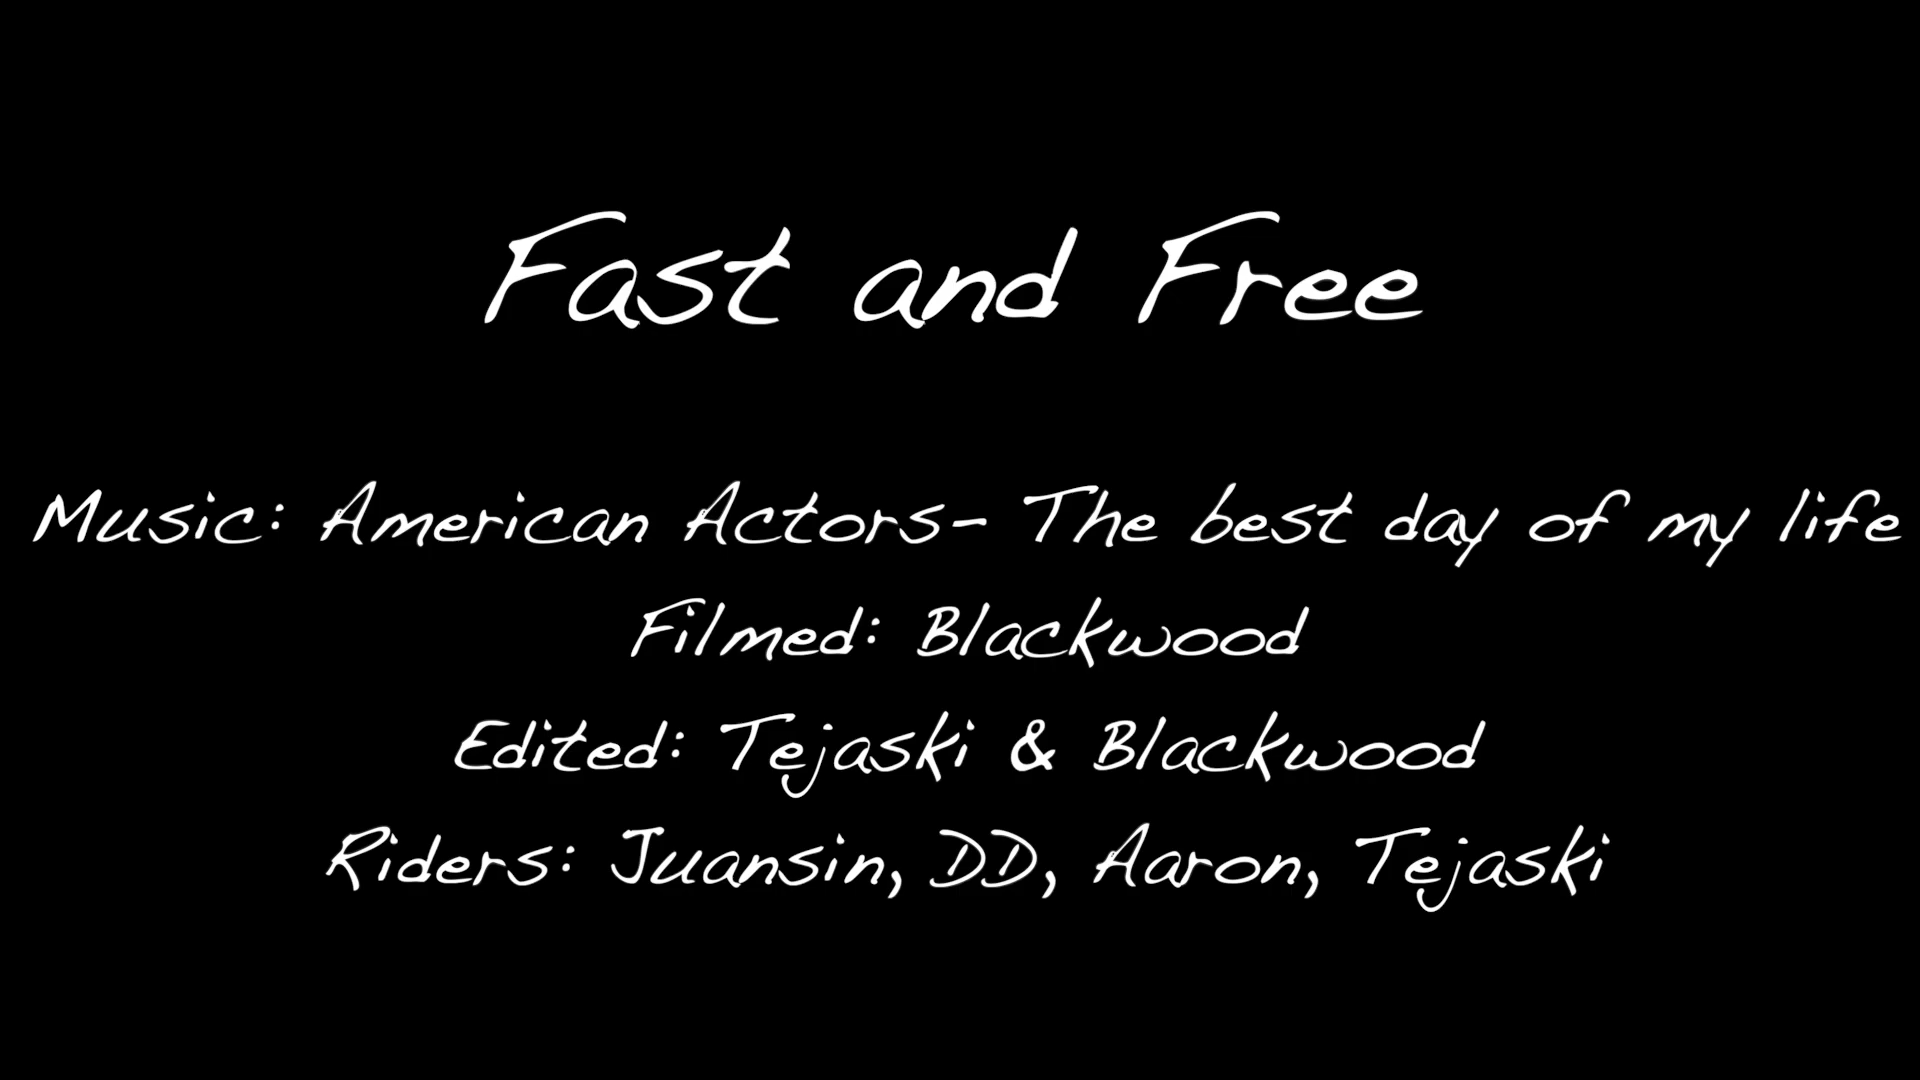 Fast and Free
Music: American Actors- The best day of my life
Filmed: Blackwood
Edited: Tejaski & Blackwood
Riders: Juansin, DD, Aaron, Tejaski